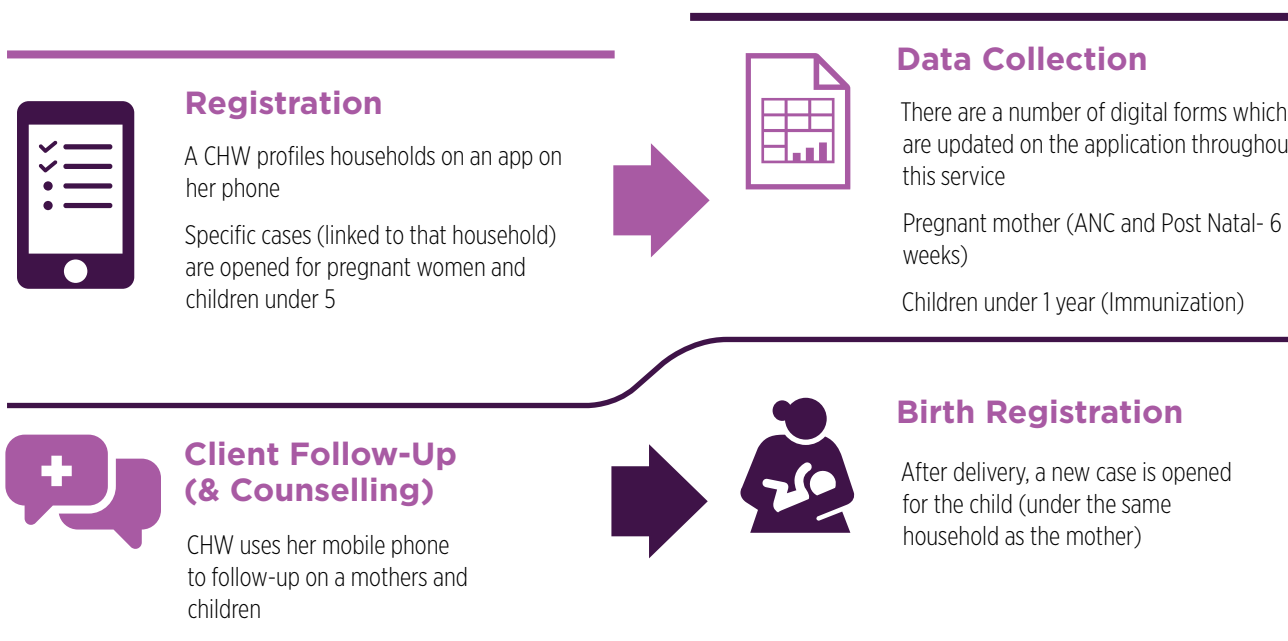 Registration
A CHW profiles households on an app on
her phone
Specific cases (linked to that household)
are opened for pregnant women and
children under 5
Data Collection
There are a number of digital forms which
are updated on the application throughou
this service
Pregnant mother (ANC and Post Natal- 6
weeks)
Children under 1 year (Immunization)
Client Follow-Up
(& Counselling)
CHW uses her mobile phone
to follow-up on a mothers and
children
Birth Registration
After delivery, a new case is opened
for the child (under the same
household as the mother)